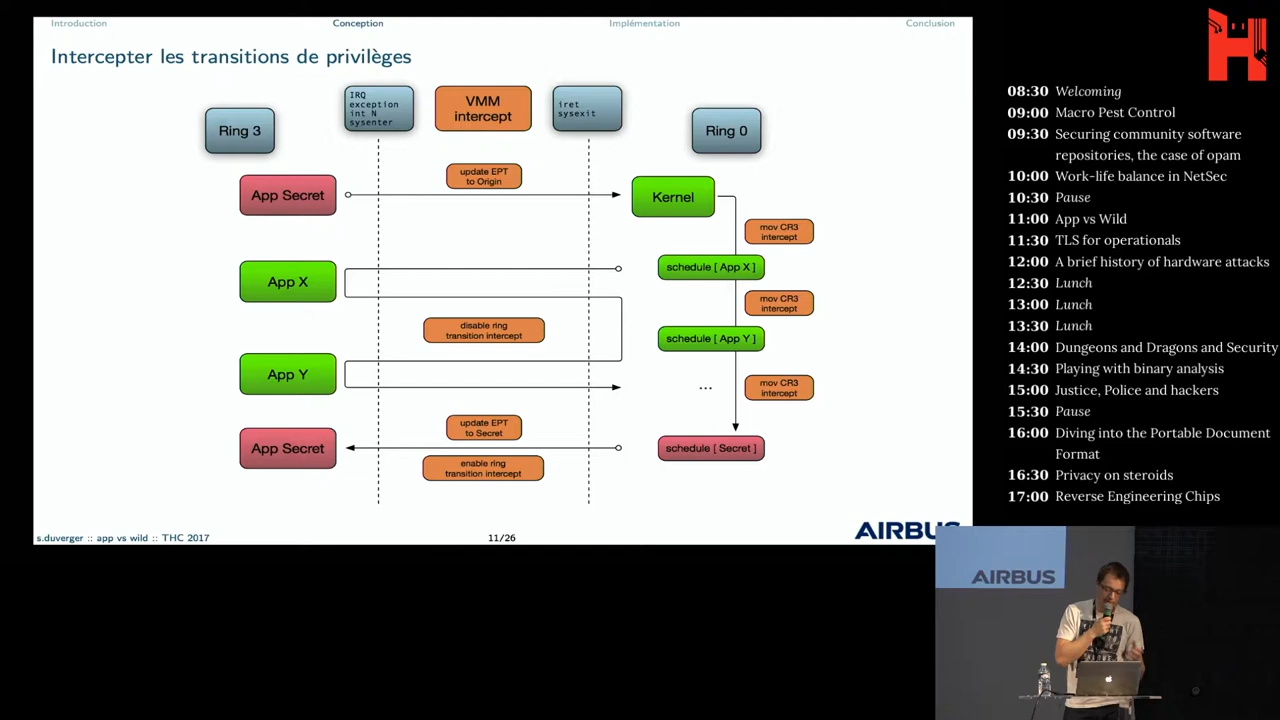 Introduction
Conception
Implémentation
Conclusion
Intercepter les transitions de privilèges
Ring 3
IRQ
exception
int N
sysenter
VMM
intercept
iret
sysexit
Ring 0
App Secret
update EPT
to Origin
Kernel
mov CR3
intercept
App X
schedule [ App X ]
mov CR3
intercept
disable ring
transition intercept
schedule [ App Y ]
App Y
...
mov CR3
intercept
App Secret
update EPT
to Secret
enable ring
transition intercept
schedule [ Secret ]
s.duverger :: app vs wild :: THC 2017
11/26
AIRBUS
08:30 Welcoming
09:00 Macro Pest Control
09:30 Securing community software
repositories, the case of opam
10:00 Work-life balance in NetSec
10:30 Pause
11:00 App vs Wild
11:30 TLS for operationals
12:00 A brief history of hardware attacks
12:30 Lunch
13:00 Lunch
13:30 Lunch
14:00 Dungeons and Dragons and Security
14:30 Playing with binary analysis
15:00 Justice, Police and hackers
15:30 Pause
16:00 Diving into the Portable Document
Format
16:30 Privacy on steroids
17:00 Reverse Engineering Chips
AIRBUS